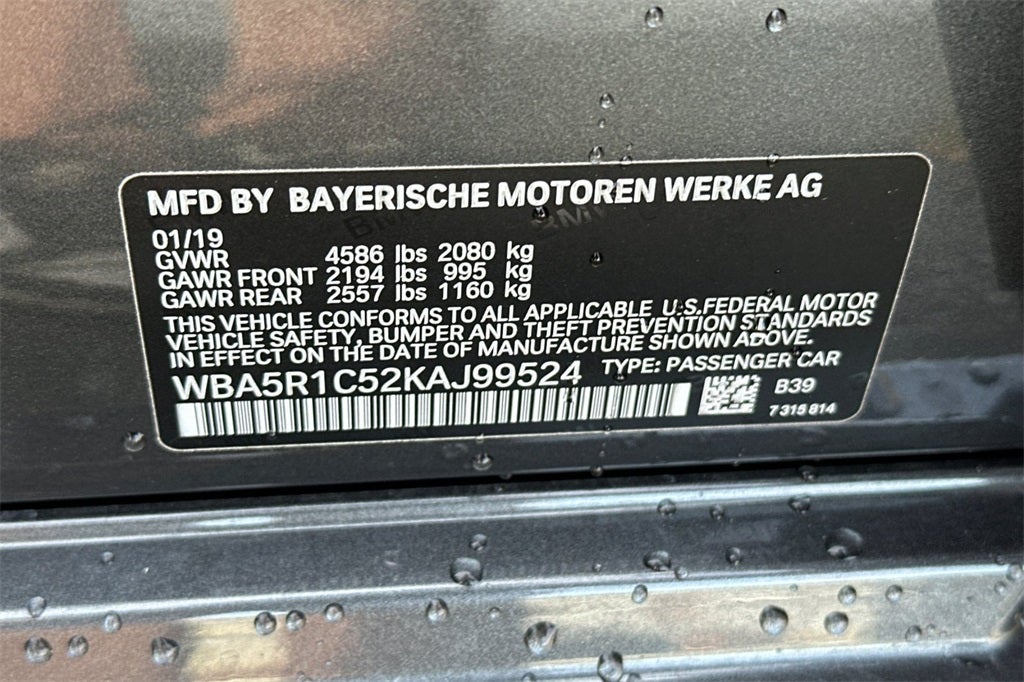 MFD BY BAYERISCHE MOTOREN WERKE AG
01/19
GVWR 4586 lbs 2080 kg
GAWR FRONT 2194 lbs 995 kg
GAWR REAR 2557 lbs 1160 kg
THIS VEHICLE CONFORMS TO ALL APPLICABLE U.S.FEDERAL MOTOR
VEHICLE SAFETY, BUMPER AND THEFT PREVENTION STANDARDS
IN EFFECT ON THE DATE OF MANUFACTURE SHOWN ABOVE.
WBA5R1C52KAJ99524 TYPE: PASSENGER CAR
B39
7 315 814